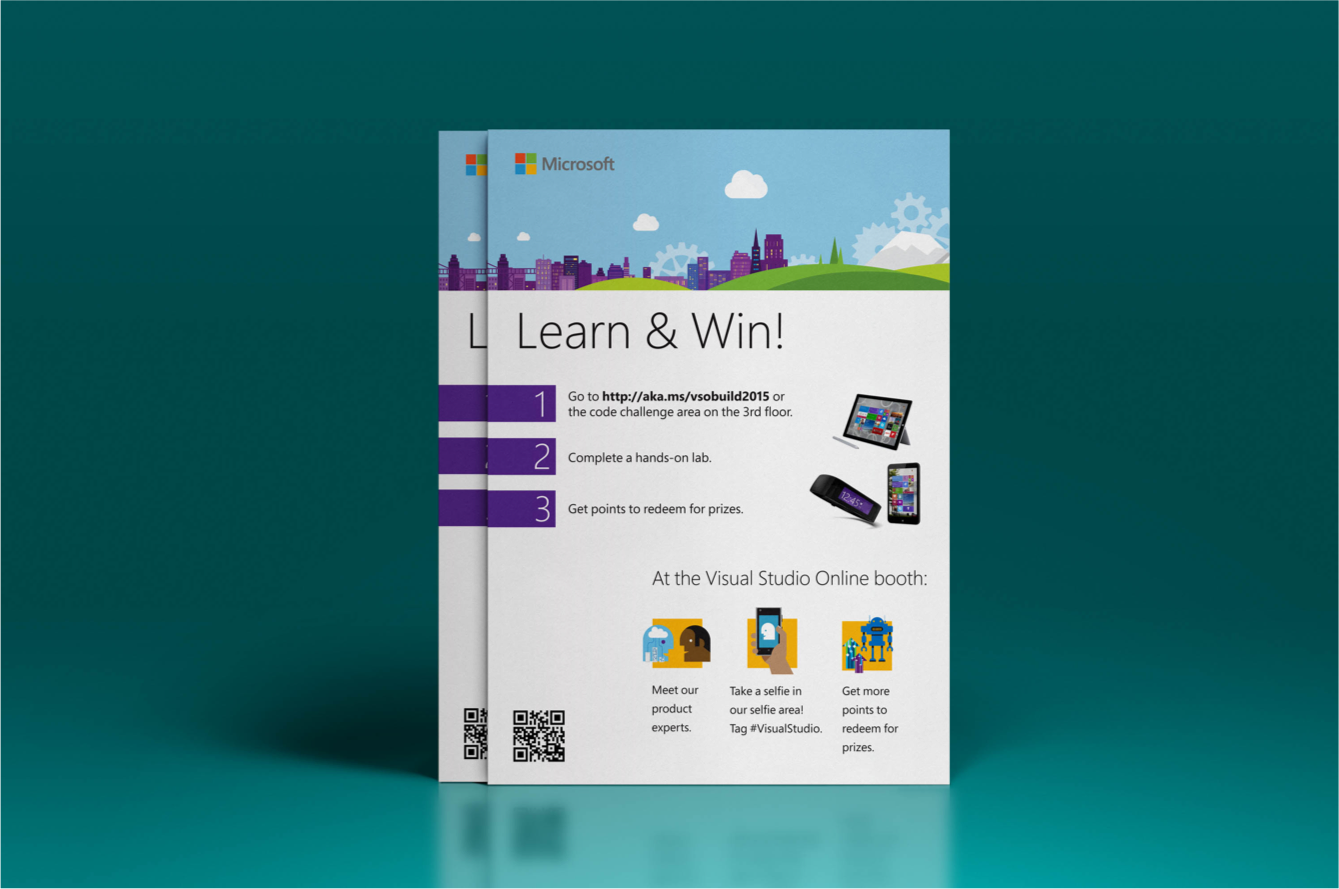 Microsoft
L
Learn & Win!
1
Go to http://aka.ms/vsobuild2015 or
the code challenge area on the 3rd floor.
2
Complete a hands-on lab.
3
Get points to redeem for prizes.
12:45
At the Visual Studio Online booth:
Meet our
product
experts.
Take a selfie in
our selfie area!
Tag #VisualStudio.
Get more
points to
redeem for
prizes.